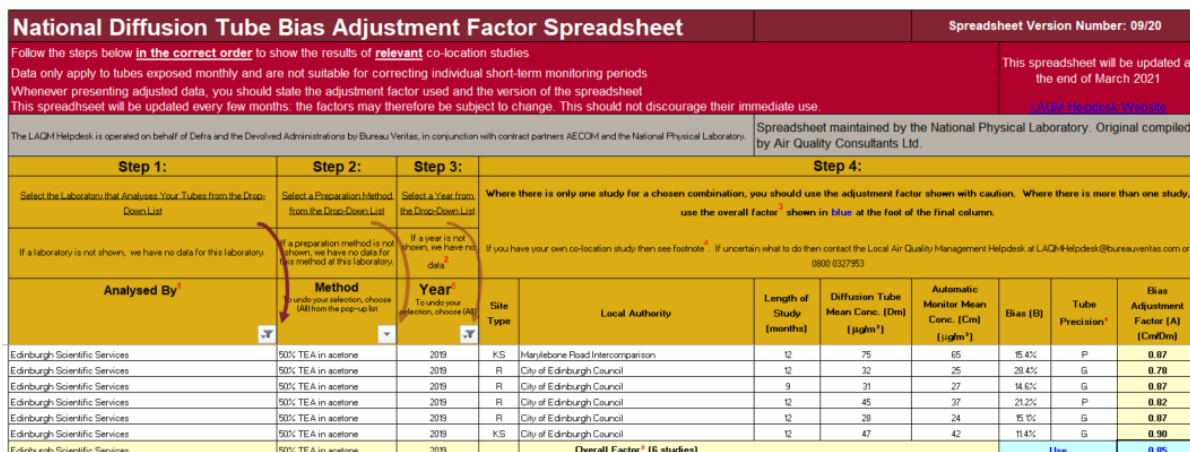 National Diffusion Tube Bias Adjustment Factor Spreadsheet
Spreadsheet Version Number: 09/20
Follow the steps below in the correct order to show the results of relevant co-location studies
Data only apply to tubes exposed monthly and are not suitable for correcting individual short-term monitoring periods
Whenever presenting adjusted data, you should state the adjustment factor used and the version of the spreadsheet
This spreadhseet will be updated every few months: the factors may therefore be subject to change. This should not discourage their immediate use.
This spreadsheet will be updated a
the end of March 2021
LAQM Helpdesk Website
The LAQM Helpdesk is operated on behalf of Defra and the Devolved Administrations by Bureau Veritas, in conjunction with contract partners AECOM and the National Physical Laboratory.
Spreadsheet maintained by the National Physical Laboratory. Original compiled
by Air Quality Consultants Ltd.
Step 1:
Step 2:
Step 3:
Step 4:
Select the Laboratory that Analyses Your Tubes from the Drop-
Down List
Select a Preparation Method
from the Drop-Down List
Select a Year from
the Drop-Down List
Where there is only one study for a chosen combination, you should use the adjustment factor shown with caution. Where there is more than one study,
use the overall factor3 shown in blue at the foot of the final column.
If a laboratory is not shown, we have no data for this laboratory.
If a preparation method is not
shown, we have no data for
this method at this laboratory.
If a year is not
shown, we have no
data2
If you have your own co-location study then see footnote4. If uncertain what to do then contact the Local Air Quality Management Helpdesk at LAQMHelpdesk@bureauveritas.com or
0800 0327953
Analysed By1
Method
To undo your selection, choose
(All) from the pop-up list
Year5
To undo your
selection, choose (All)
Site
Type
Local Authority
Length of
Study
(months)
Diffusion Tube
Mean Conc. (Dm)
(µg/m3)
Automatic
Monitor Mean
Conc. (Cm)
(µg/m3)
Bias (B)
Tube
Precision6
Bias
Adjustment
Factor (A)
(Cm/Dm)
Edinburgh Scientific Services 50% TEA in acetone 2019 KS Marylebone Road Intercomparison 12 75 65 15.4% P 0.87
Edinburgh Scientific Services 50% TEA in acetone 2019 R City of Edinburgh Council 12 32 25 28.4% G 0.78
Edinburgh Scientific Services 50% TEA in acetone 2019 R City of Edinburgh Council 9 31 27 14.6% G 0.87
Edinburgh Scientific Services 50% TEA in acetone 2019 R City of Edinburgh Council 12 45 37 21.2% P 0.82
Edinburgh Scientific Services 50% TEA in acetone 2019 R City of Edinburgh Council 12 28 24 15.1% G 0.87
Edinburgh Scientific Services 50% TEA in acetone 2019 KS City of Edinburgh Council 12 47 42 11.4% G 0.90
Edinburgh Scientific Services 50% TEA in acetone 2019 Overall Factor3 (6 studies) Use 0.85